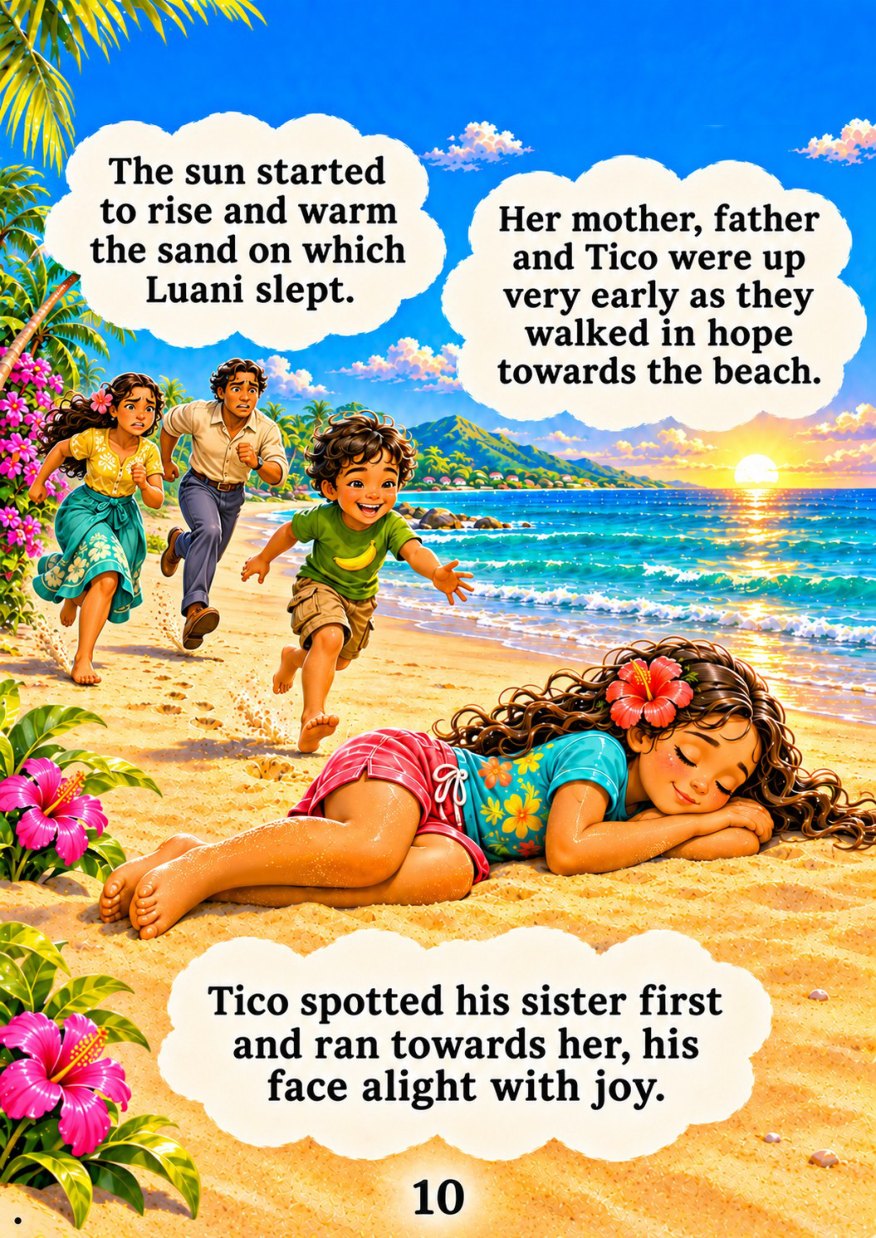 The sun started
to rise and warm
the sand on which
Luani slept.
Her mother, father
and Tico were up
very early as they
walked in hope
towards the beach.
Tico spotted his sister first
and ran towards her, his
face alight with joy.
10